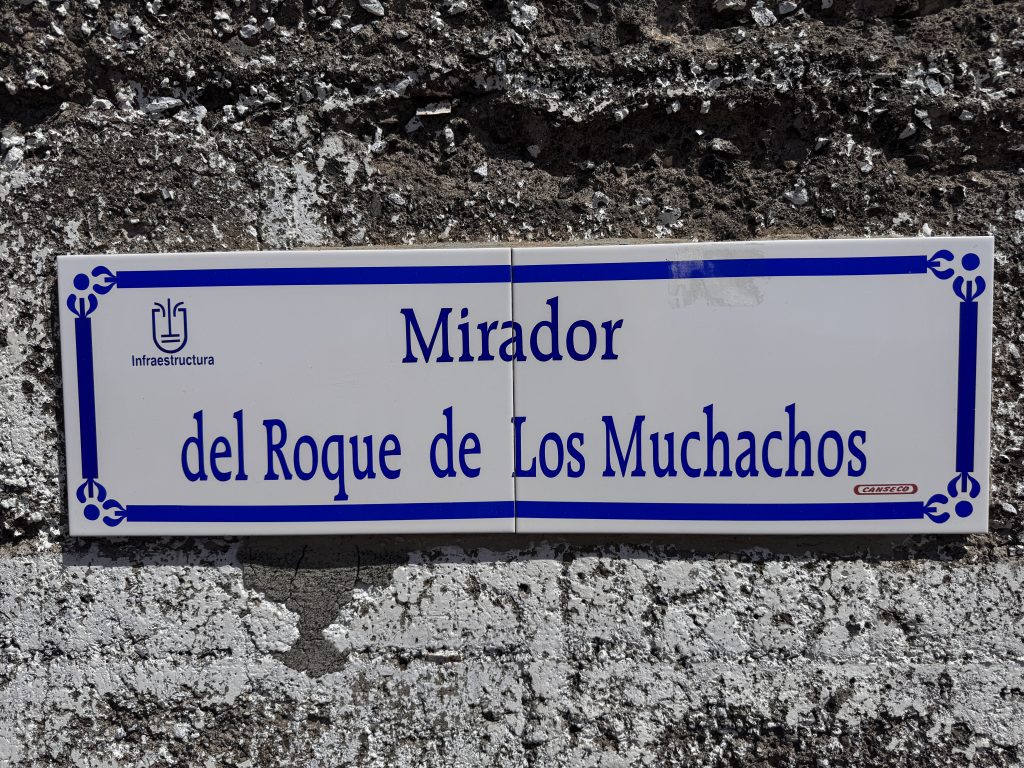 Mirador
Infraestructura
del Roque de Los Muchachos
CANSECO